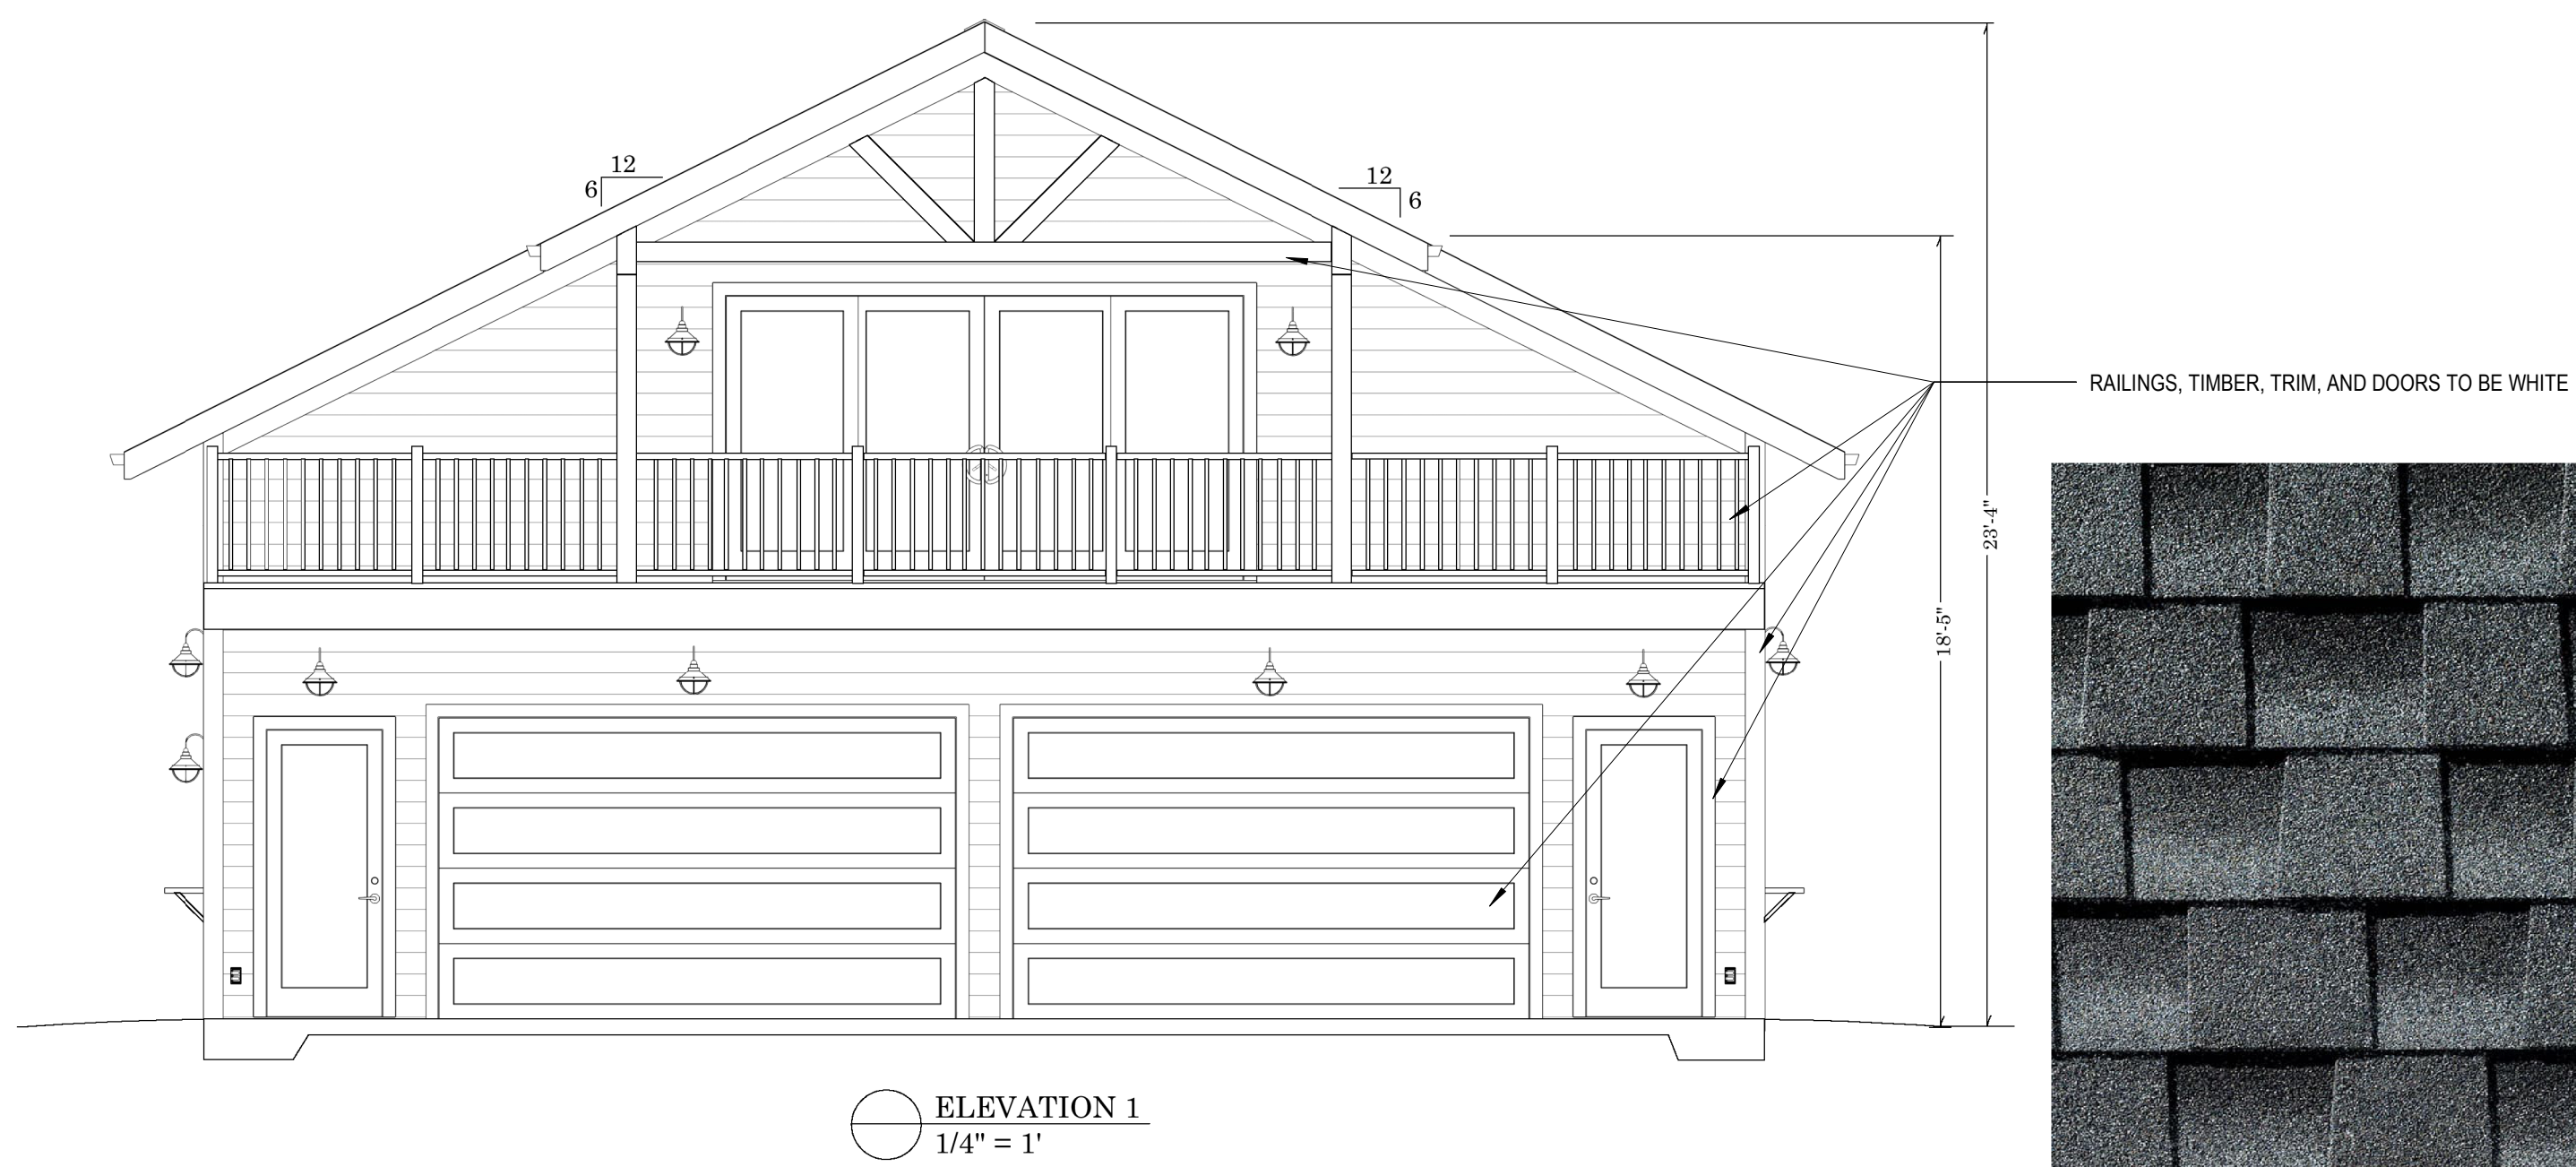 12
6
12
6
RAILINGS, TIMBER, TRIM, AND DOORS TO BE WHITE
23'-4"
18'-5"
ELEVATION 1
1/4" = 1'